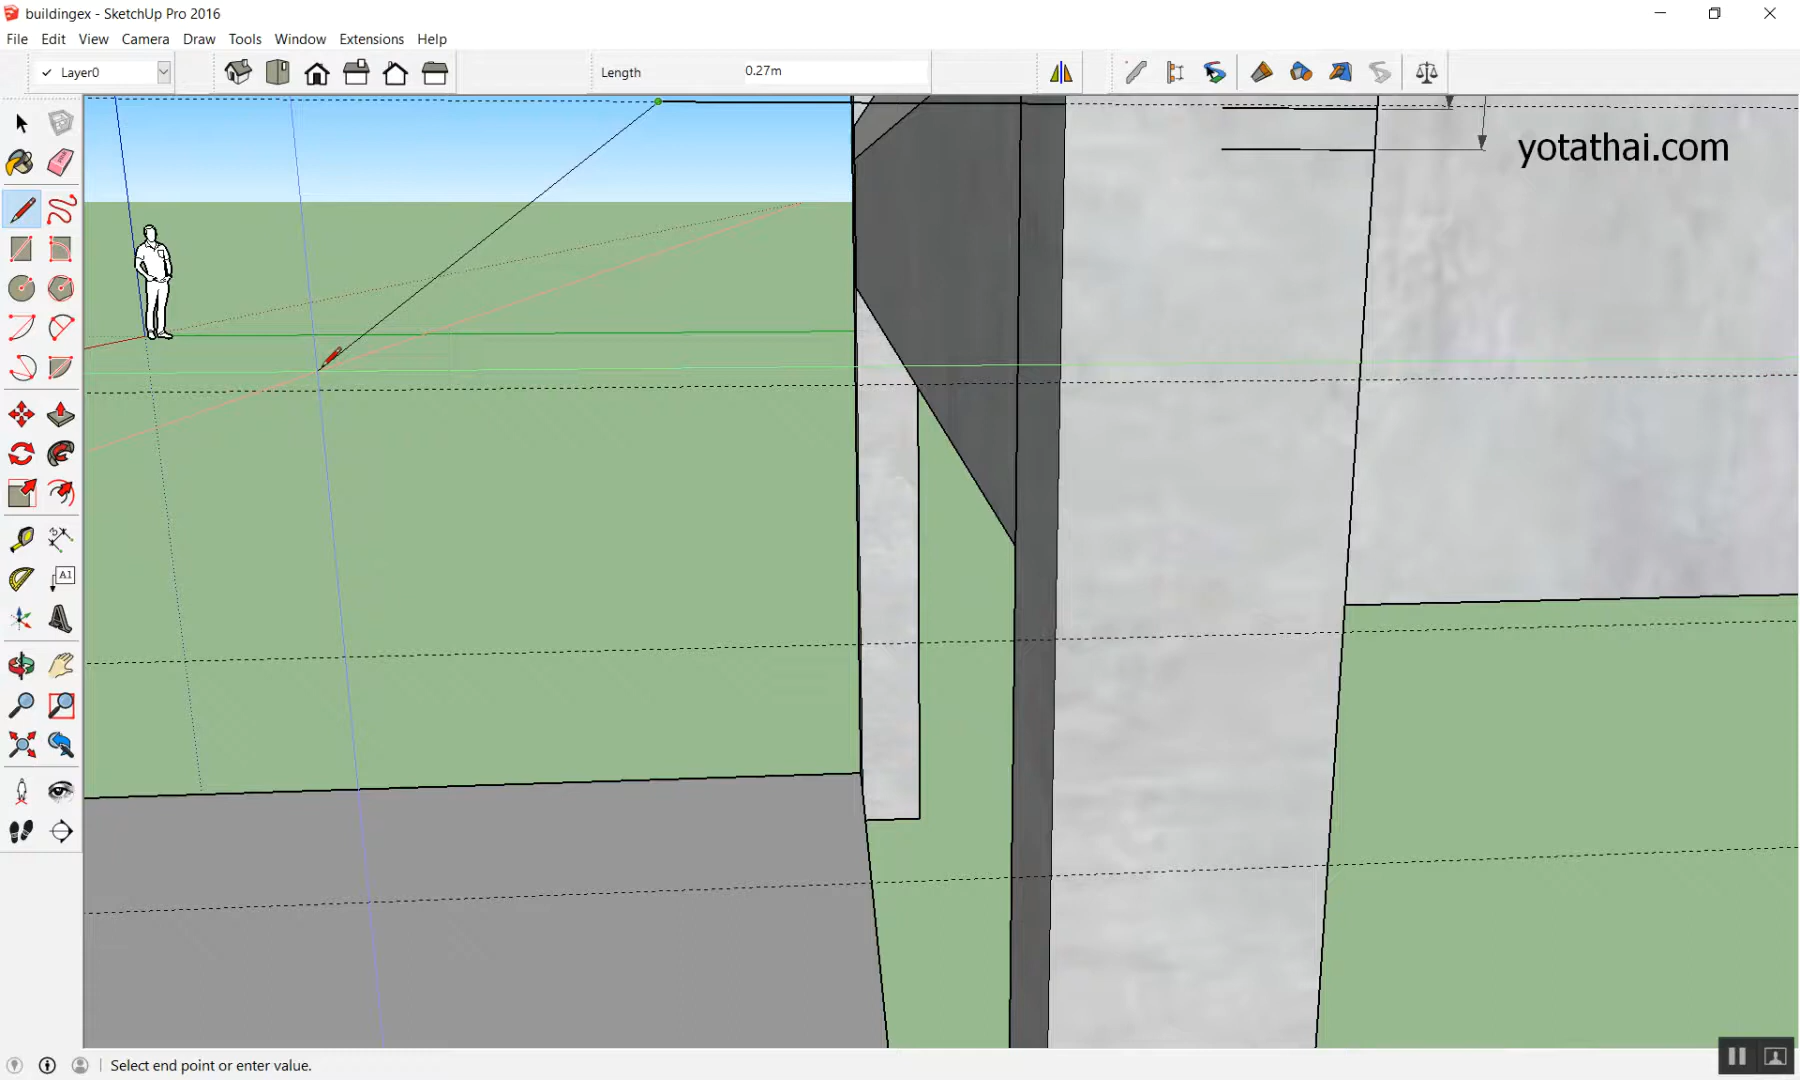 buildingex - SketchUp Pro 2016
File Edit View Camera Draw Tools Window Extensions Help
Layer0
Length 0.27m
yotathai.com
A1
Select end point or enter value.